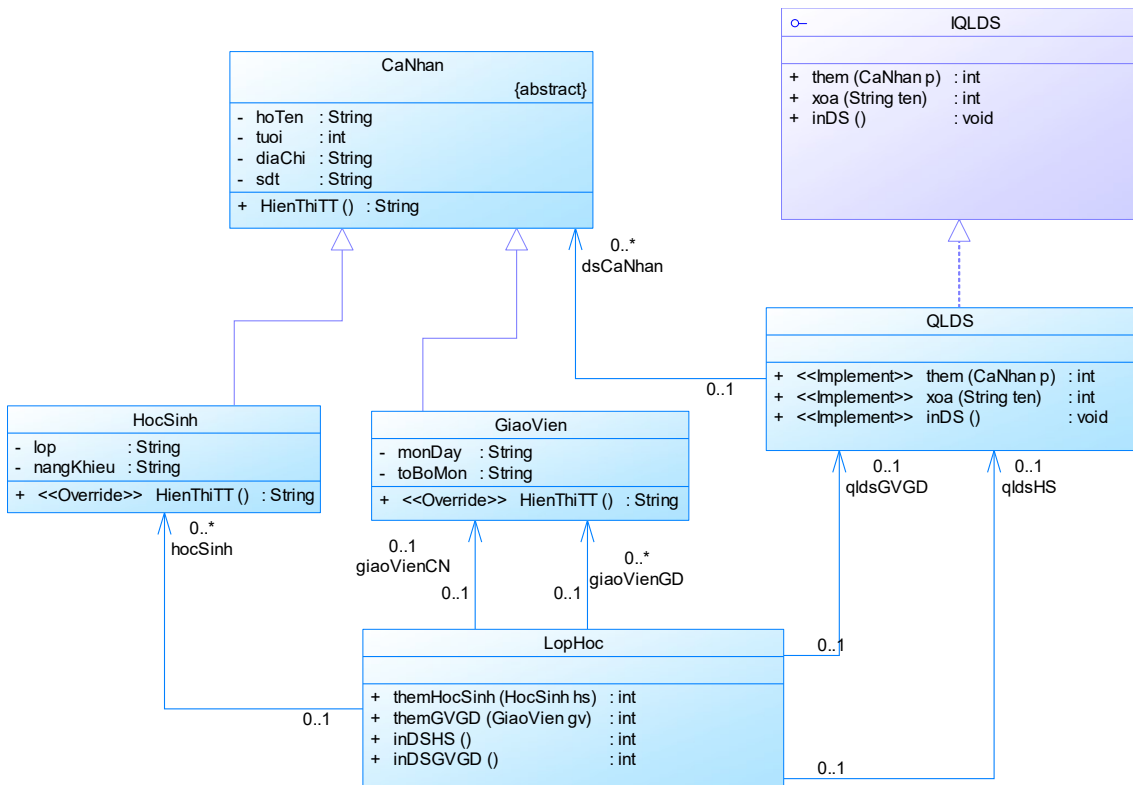 IQLDS
+ them (CaNhan p) : int
+ xoa (String ten) : int
+ inDS () : void
CaNhan
{abstract}
- hoTen : String
- tuoi : int
- diaChi : String
- sdt : String
+ HienThiTT () : String
0..*
dsCaNhan
0..1
QLDS
+ <<Implement>> them (CaNhan p) : int
+ <<Implement>> xoa (String ten) : int
+ <<Implement>> inDS () : void
HocSinh
- lop : String
- nangKhieu : String
+ <<Override>> HienThiTT () : String
GiaoVien
- monDay : String
- toBoMon : String
+ <<Override>> HienThiTT () : String
0..1
qldsGVGD
0..1
qldsHS
0..*
hocSinh
0..1
giaoVienCN
0..*
giaoVienGD
0..1
0..1
LopHoc
+ themHocSinh (HocSinh hs) : int
+ themGVGD (GiaoVien gv) : int
+ inDSHS () : int
+ inDSGVGD () : int
0..1
0..1
0..1